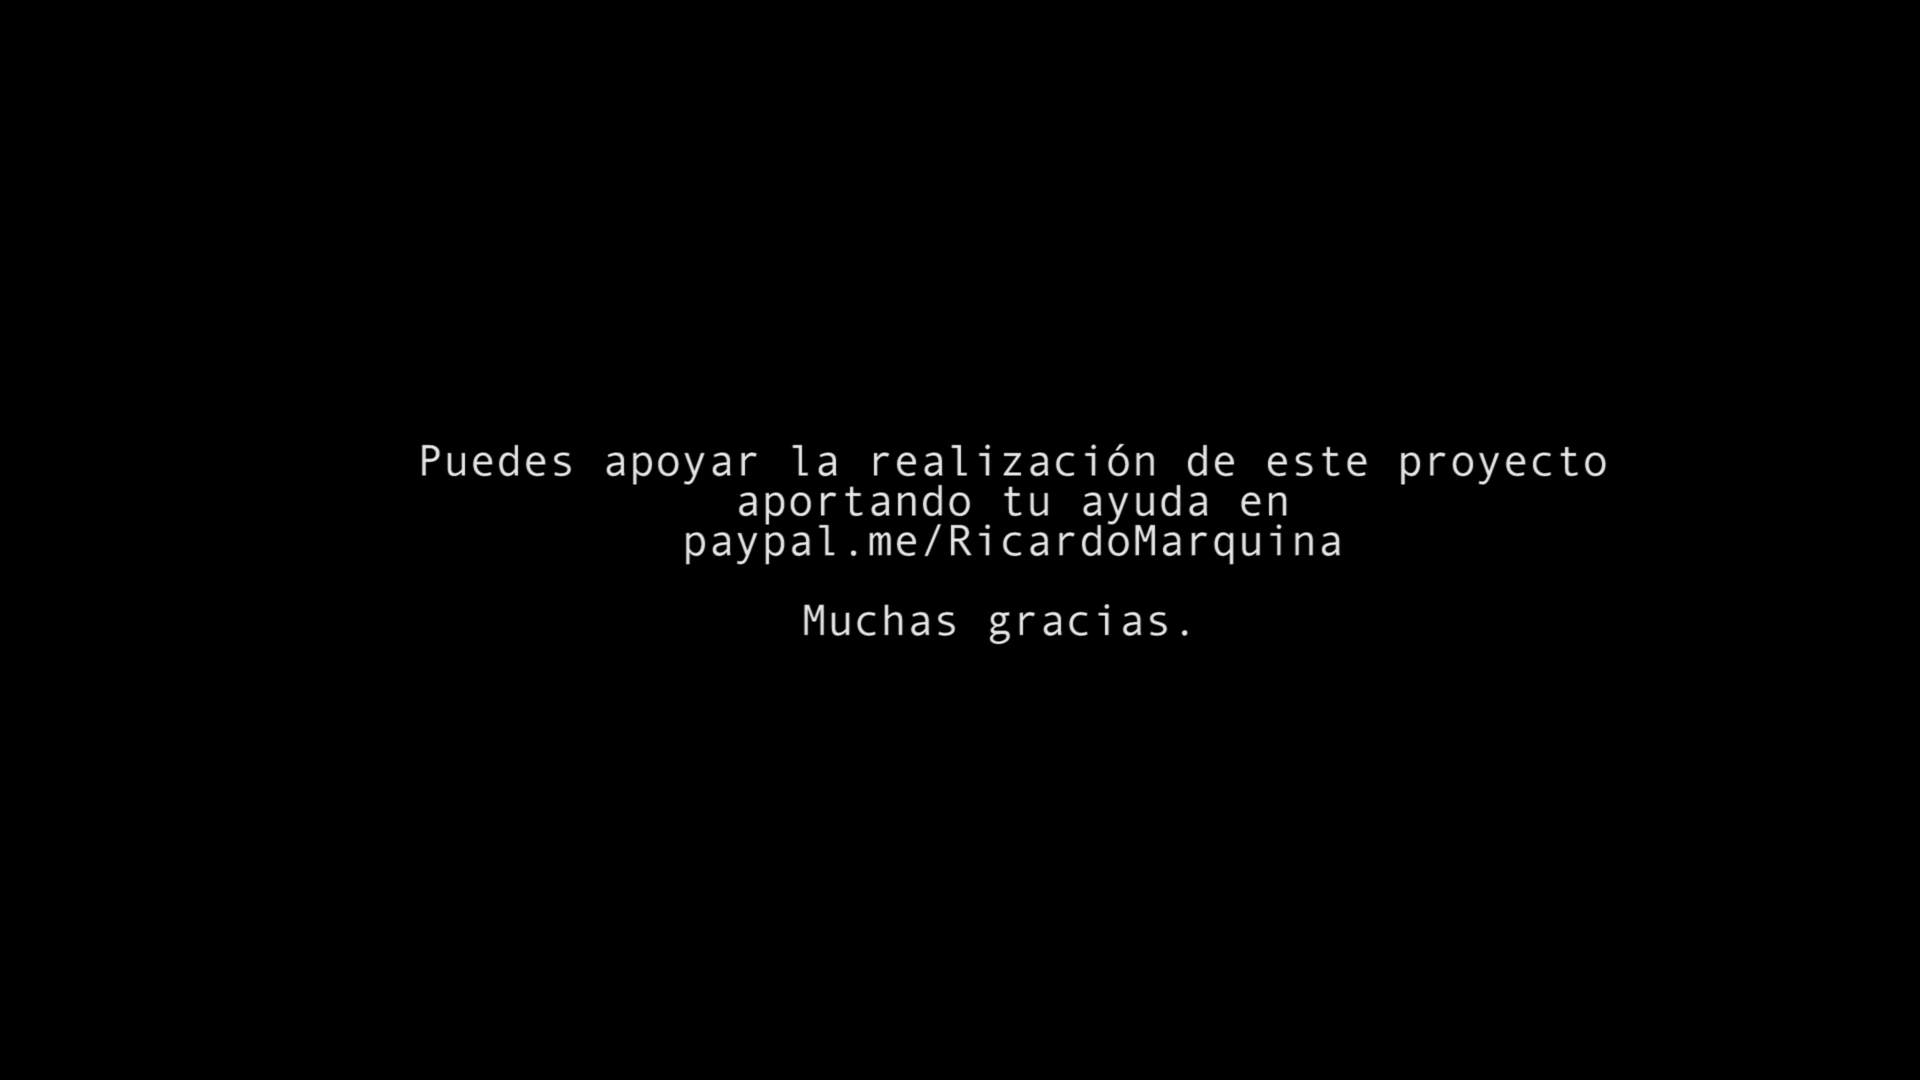 Puedes apoyar la realización de este proyecto
aportando tu ayuda en
paypal.me/RicardoMarquina
Muchas gracias.